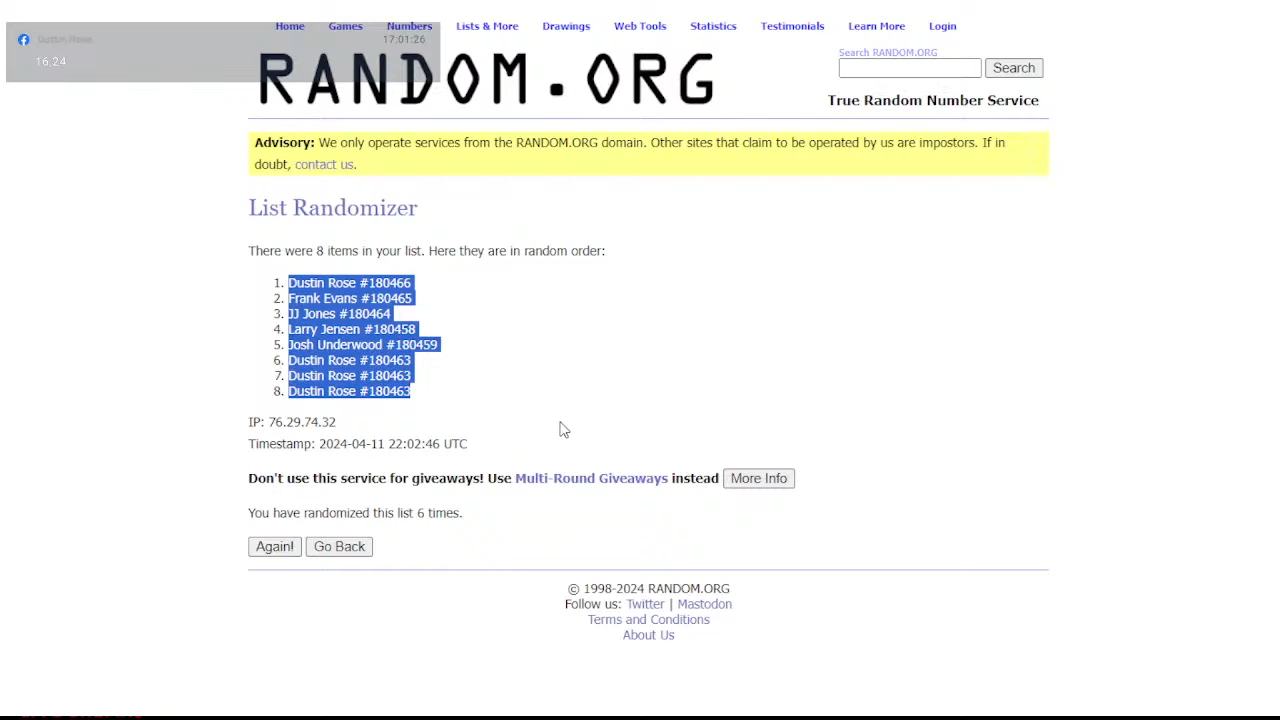 Home Games Numbers Lists & More Drawings Web Tools Statistics Testimonials Learn More Login
Dustin Rose
17:01:26
16,24
RANDOM.ORG
Search RANDOM.ORG
Search
True Random Number Service
Advisory: We only operate services from the RANDOM.ORG domain. Other sites that claim to be operated by us are impostors. If in
doubt, contact us.
List Randomizer
There were 8 items in your list. Here they are in random order:
1. Dustin Rose #180466
2. Frank Evans #180465
3. JJ Jones #180464
4. Larry Jensen #180458
5. Josh Underwood #180459
6. Dustin Rose #180463
7. Dustin Rose #180463
8. Dustin Rose #180463
IP: 76.29.74.32
Timestamp: 2024-04-11 22:02:46 UTC
Don't use this service for giveaways! Use Multi-Round Giveaways instead More Info
You have randomized this list 6 times.
Again! Go Back
© 1998-2024 RANDOM.ORG
Follow us: Twitter | Mastodon
Terms and Conditions
About Us